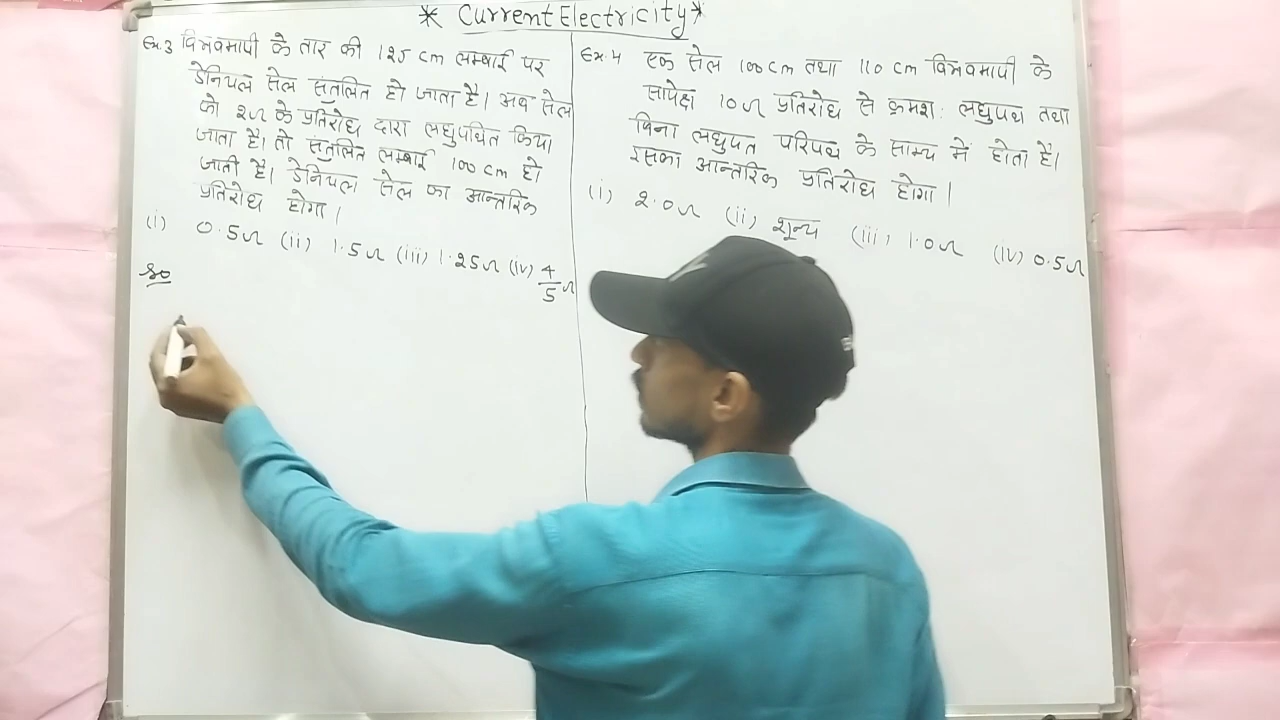 * Current Electricity *
Ex.3 विभवमापी के तार की 125 cm लम्बाई पर
डेनियल सेल संतुलित हो जाता है। अब सेल
को 2Ω के प्रतिरोध द्वारा लघुपथित किया
जाता है। तो संतुलित लम्बाई 100 cm हो
जाती है। डेनियल सेल का आन्तरिक
प्रतिरोध होगा।
(i) 0.5Ω (ii) 1.5Ω (iii) 1.25Ω (iv) 4/5 Ω
Ex.4 एक सेल 100 cm तथा 110 cm विभवमापी के
सापेक्ष 10Ω प्रतिरोध से क्रमश: लघुपथ तथा
बिना लघुपत परिपथ के साम्य में होता है।
इसका आन्तरिक प्रतिरोध होगा।
(i) 2.0Ω (ii) शून्य (iii) 1.0Ω (iv) 0.5Ω